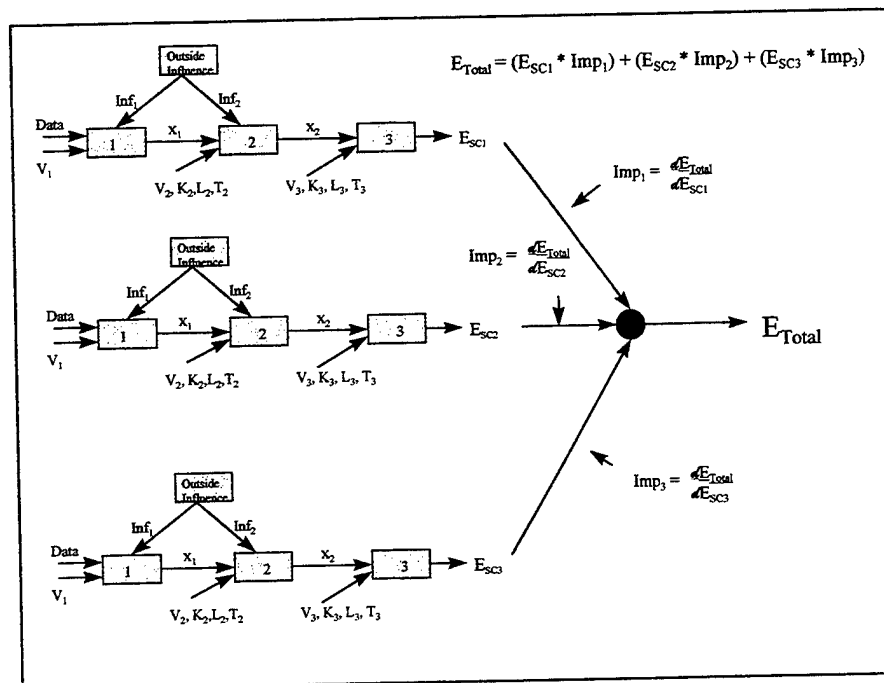 E_Total = (E_SC1 * Imp_1) + (E_SC2 * Imp_2) + (E_SC3 * Imp_3)
Outside
Influence
Inf_1 Inf_2
Data
V_1
1 x_1 2 x_2 3 E_SC1
V_2, K_2,L_2,T_2 V_3, K_3, L_3, T_3
Imp_1 = dE_Total
dE_SC1
Outside
Influence
Inf_1 Inf_2
Data
V_1
1 x_1 2 x_2 3 E_SC2
V_2, K_2,L_2,T_2 V_3, K_3, L_3, T_3
Imp_2 = dE_Total
dE_SC2
E_Total
Outside
Influence
Inf_1 Inf_2
Data
V_1
1 x_1 2 x_2 3 E_SC3
V_2, K_2,L_2,T_2 V_3, K_3, L_3, T_3
Imp_3 = dE_Total
dE_SC3